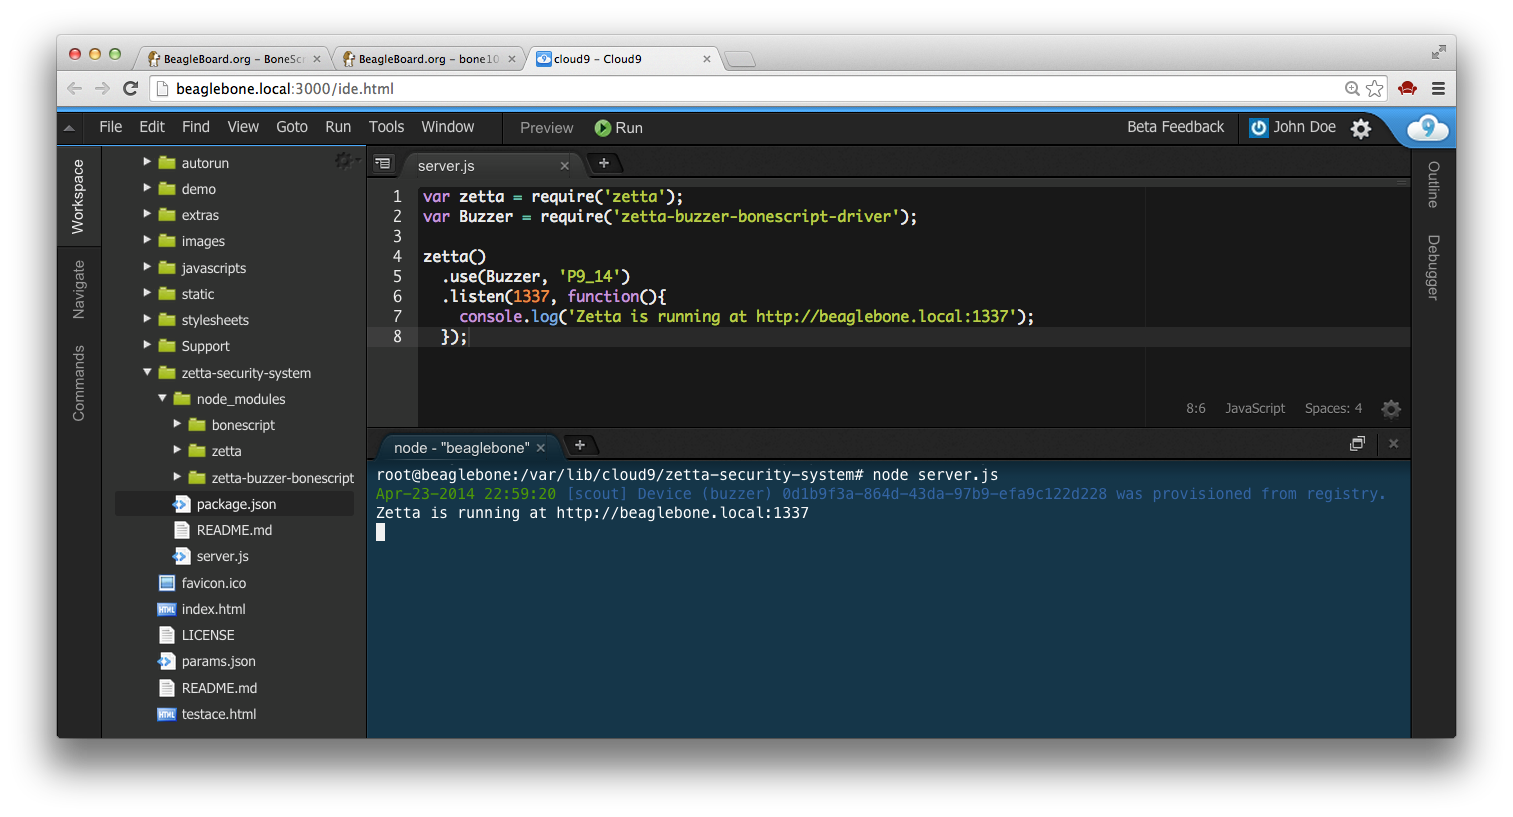 BeagleBoard.org – BoneScr
BeagleBoard.org – bone10
cloud9 – Cloud9
beaglebone.local:3000/ide.html
File Edit Find View Goto Run Tools Window Preview Run Beta Feedback John Doe 9
Workspace
Navigate
Commands
autorun
demo
extras
images
javascripts
static
stylesheets
Support
zetta-security-system
node_modules
bonescript
zetta
zetta-buzzer-bonescript
package.json
README.md
server.js
favicon.ico
HTML index.html
LICENSE
params.json
README.md
HTML testace.html
server.js
1 var zetta = require('zetta');
2 var Buzzer = require('zetta-buzzer-bonescript-driver');
3
4 zetta()
5 .use(Buzzer, 'P9_14')
6 .listen(1337, function(){
7 console.log('Zetta is running at http://beaglebone.local:1337');
8 });
8:6 JavaScript Spaces: 4
node - "beaglebone"
root@beaglebone:/var/lib/cloud9/zetta-security-system# node server.js
Apr-23-2014 22:59:20 [scout] Device (buzzer) 0d1b9f3a-864d-43da-97b9-efa9c122d228 was provisioned from registry.
Zetta is running at http://beaglebone.local:1337
Outline
Debugger